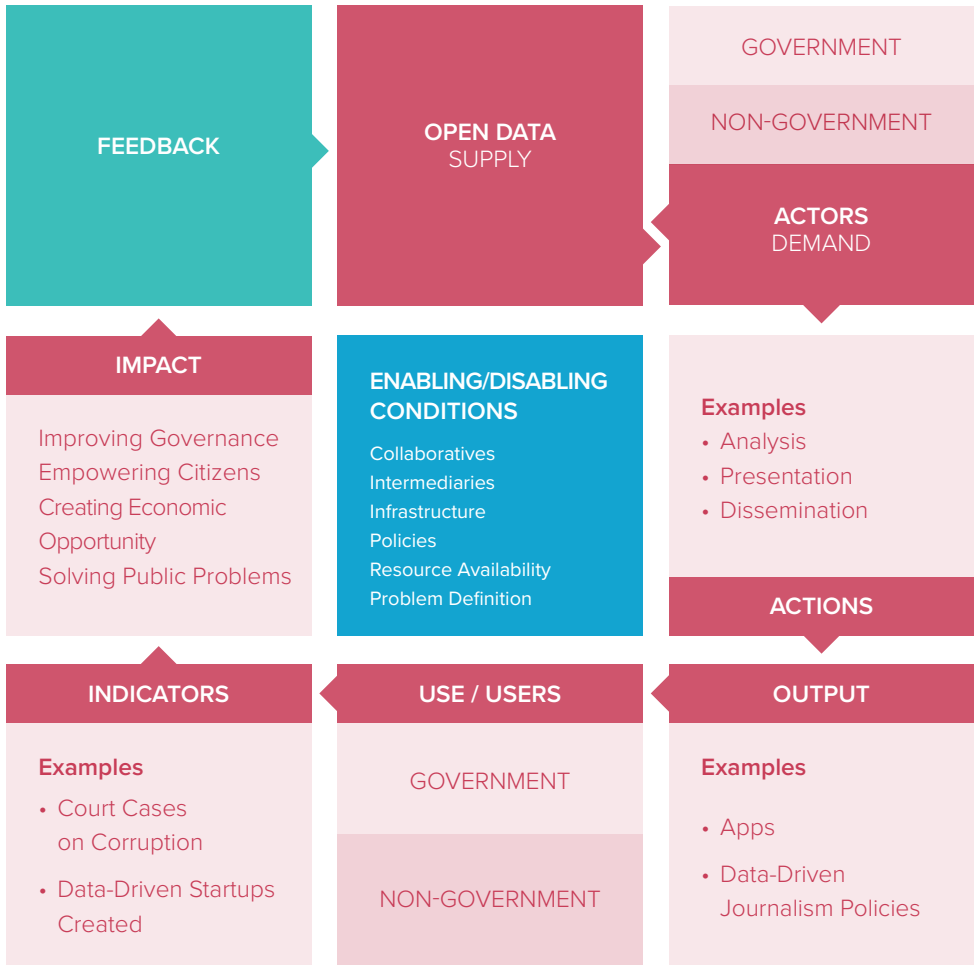 FEEDBACK
OPEN DATA
SUPPLY
GOVERNMENT
NON-GOVERNMENT
ACTORS
DEMAND
IMPACT
Improving Governance
Empowering Citizens
Creating Economic
Opportunity
Solving Public Problems
ENABLING/DISABLING
CONDITIONS
Collaboratives
Intermediaries
Infrastructure
Policies
Resource Availability
Problem Definition
Examples
• Analysis
• Presentation
• Dissemination
ACTIONS
INDICATORS
Examples
• Court Cases
on Corruption
• Data-Driven Startups
Created
USE / USERS
GOVERNMENT
NON-GOVERNMENT
OUTPUT
Examples
• Apps
• Data-Driven
Journalism Policies